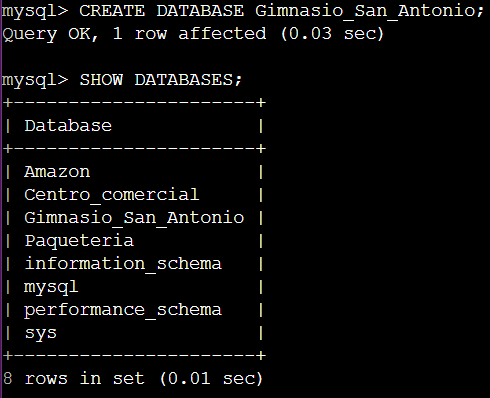 mysql> CREATE DATABASE Gimnasio_San_Antonio;
Query OK, 1 row affected (0.03 sec)

mysql> SHOW DATABASES;
+----------------------+
| Database             |
+----------------------+
| Amazon               |
| Centro_comercial     |
| Gimnasio_San_Antonio |
| Paqueteria           |
| information_schema   |
| mysql                |
| performance_schema   |
| sys                  |
+----------------------+
8 rows in set (0.01 sec)